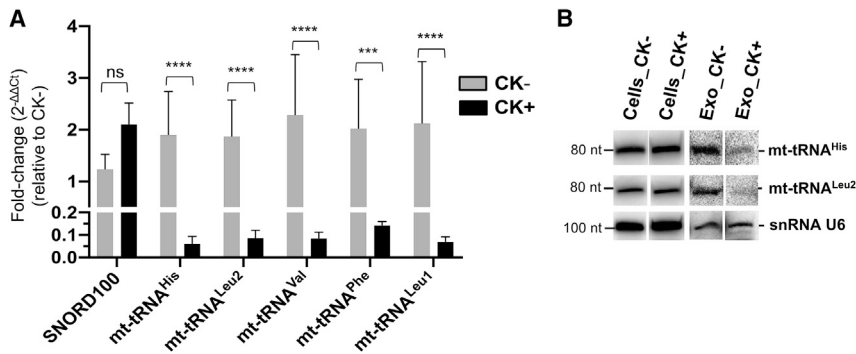 A
Fold-change (2-ΔΔCt)
(relative to CK-)
4
3
2
1
0.2
0.1
0.0
ns
****
****
****
***
****
CK-
CK+
SNORD100
mt-tRNAHis
mt-tRNALeu2
mt-tRNAVal
mt-tRNAPhe
mt-tRNALeu1
B
Cells_CK-
Cells_CK+
Exo_CK-
Exo_CK+
80 nt
mt-tRNAHis
80 nt
mt-tRNALeu2
100 nt
snRNA U6